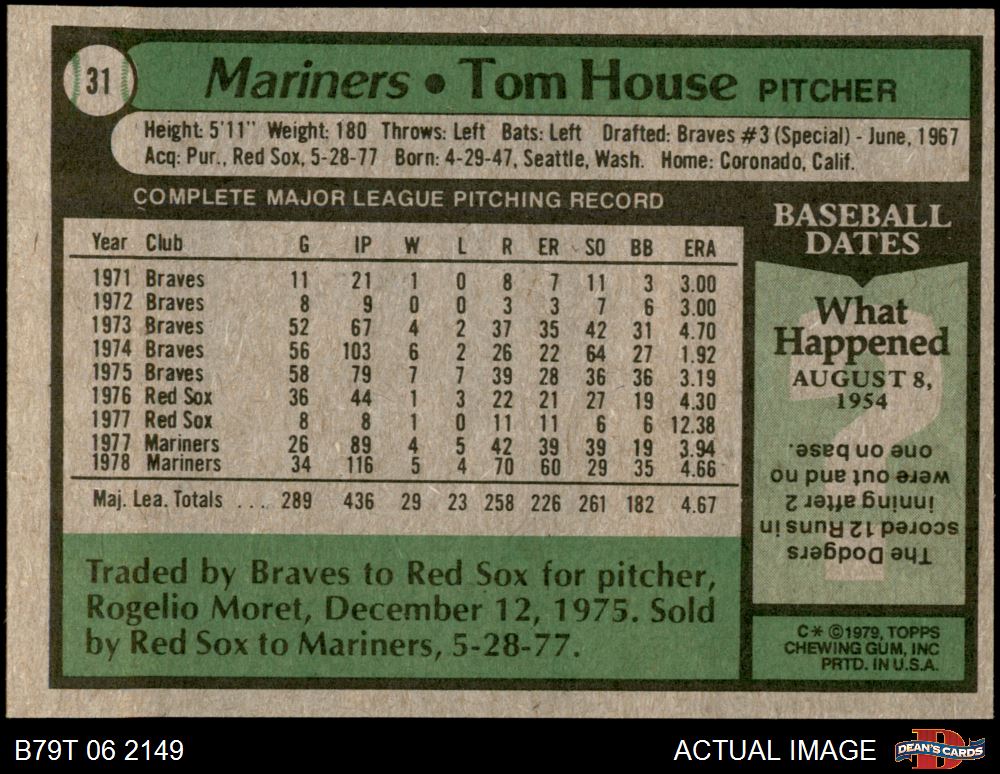 31 Mariners • Tom House PITCHER
Height: 5'11" Weight: 180 Throws: Left Bats: Left Drafted: Braves #3 (Special) - June, 1967
Acq: Pur., Red Sox, 5-28-77 Born: 4-29-47, Seattle, Wash. Home: Coronado, Calif.
COMPLETE MAJOR LEAGUE PITCHING RECORD
Year Club G IP W L R ER SO BB ERA
1971 Braves 11 21 1 0 8 7 11 3 3.00
1972 Braves 8 9 0 0 3 3 7 6 3.00
1973 Braves 52 67 4 2 37 35 42 31 4.70
1974 Braves 56 103 6 2 26 22 64 27 1.92
1975 Braves 58 79 7 7 39 28 36 36 3.19
1976 Red Sox 36 44 1 3 22 21 27 19 4.30
1977 Red Sox 8 8 1 0 11 11 6 6 12.38
1977 Mariners 26 89 4 5 42 39 39 19 3.94
1978 Mariners 34 116 5 4 70 60 29 35 4.66
Maj. Lea. Totals . . . 289 436 29 23 258 226 261 182 4.67
Traded by Braves to Red Sox for pitcher,
Rogelio Moret, December 12, 1975. Sold
by Red Sox to Mariners, 5-28-77.
BASEBALL
DATES
What
Happened
AUGUST 8,
1954
The Dodgers
scored 12 Runs in
inning after 2
were out and no
one on base.
C* ©1979, TOPPS
CHEWING GUM, INC
PRTD. IN U.S.A.
B79T 06 2149
ACTUAL IMAGE
D
DEAN'S CARDS